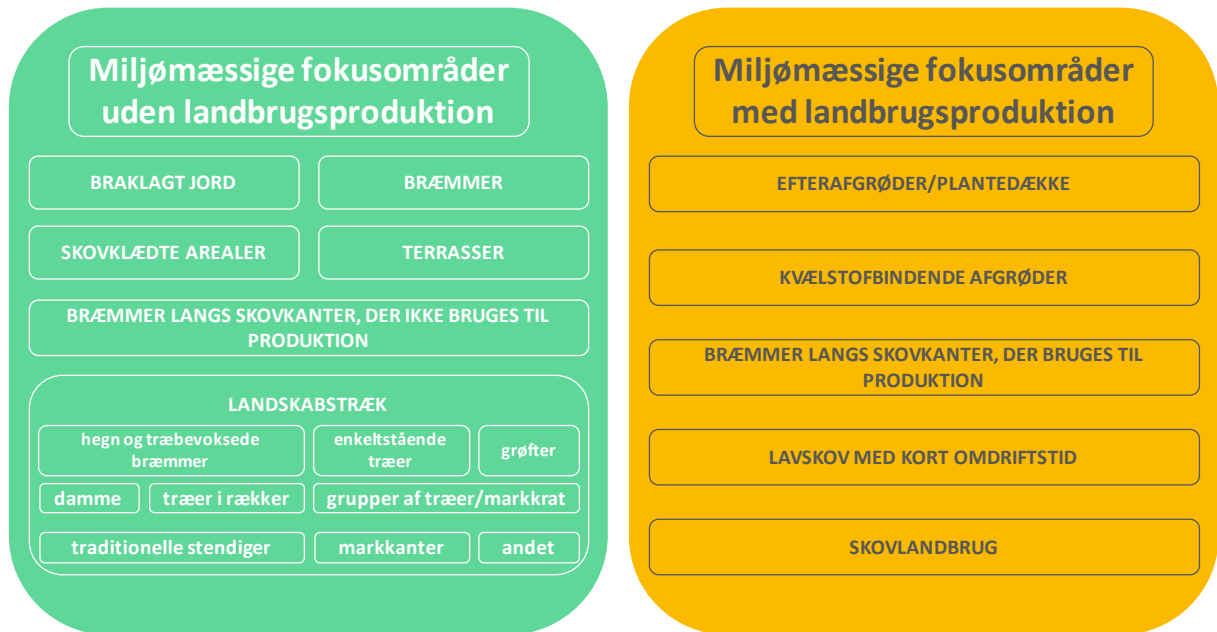 Miljømæssige fokusområder
uden landbrugsproduktion
BRAKLAGT JORD
BRÆMMER
SKOVKLÆDTE AREALER
TERRASSER
BRÆMMER LANGS SKOVKANTER, DER IKKE BRUGES TIL
PRODUKTION
LANDSKABSTRÆK
hegn og træbevoksede
bræmmer
enkeltstående
træer
grøfter
damme
træer i rækker
grupper af træer/markkrat
traditionelle stendiger
markkanter
andet
Miljømæssige fokusområder
med landbrugsproduktion
EFTERAFGRØDER/PLANTEDÆKKE
KVÆLSTOFBINDENDE AFGRØDER
BRÆMMER LANGS SKOVKANTER, DER BRUGES TIL
PRODUKTION
LAVSKOV MED KORT OMDRIFTSTID
SKOVLANDBRUG